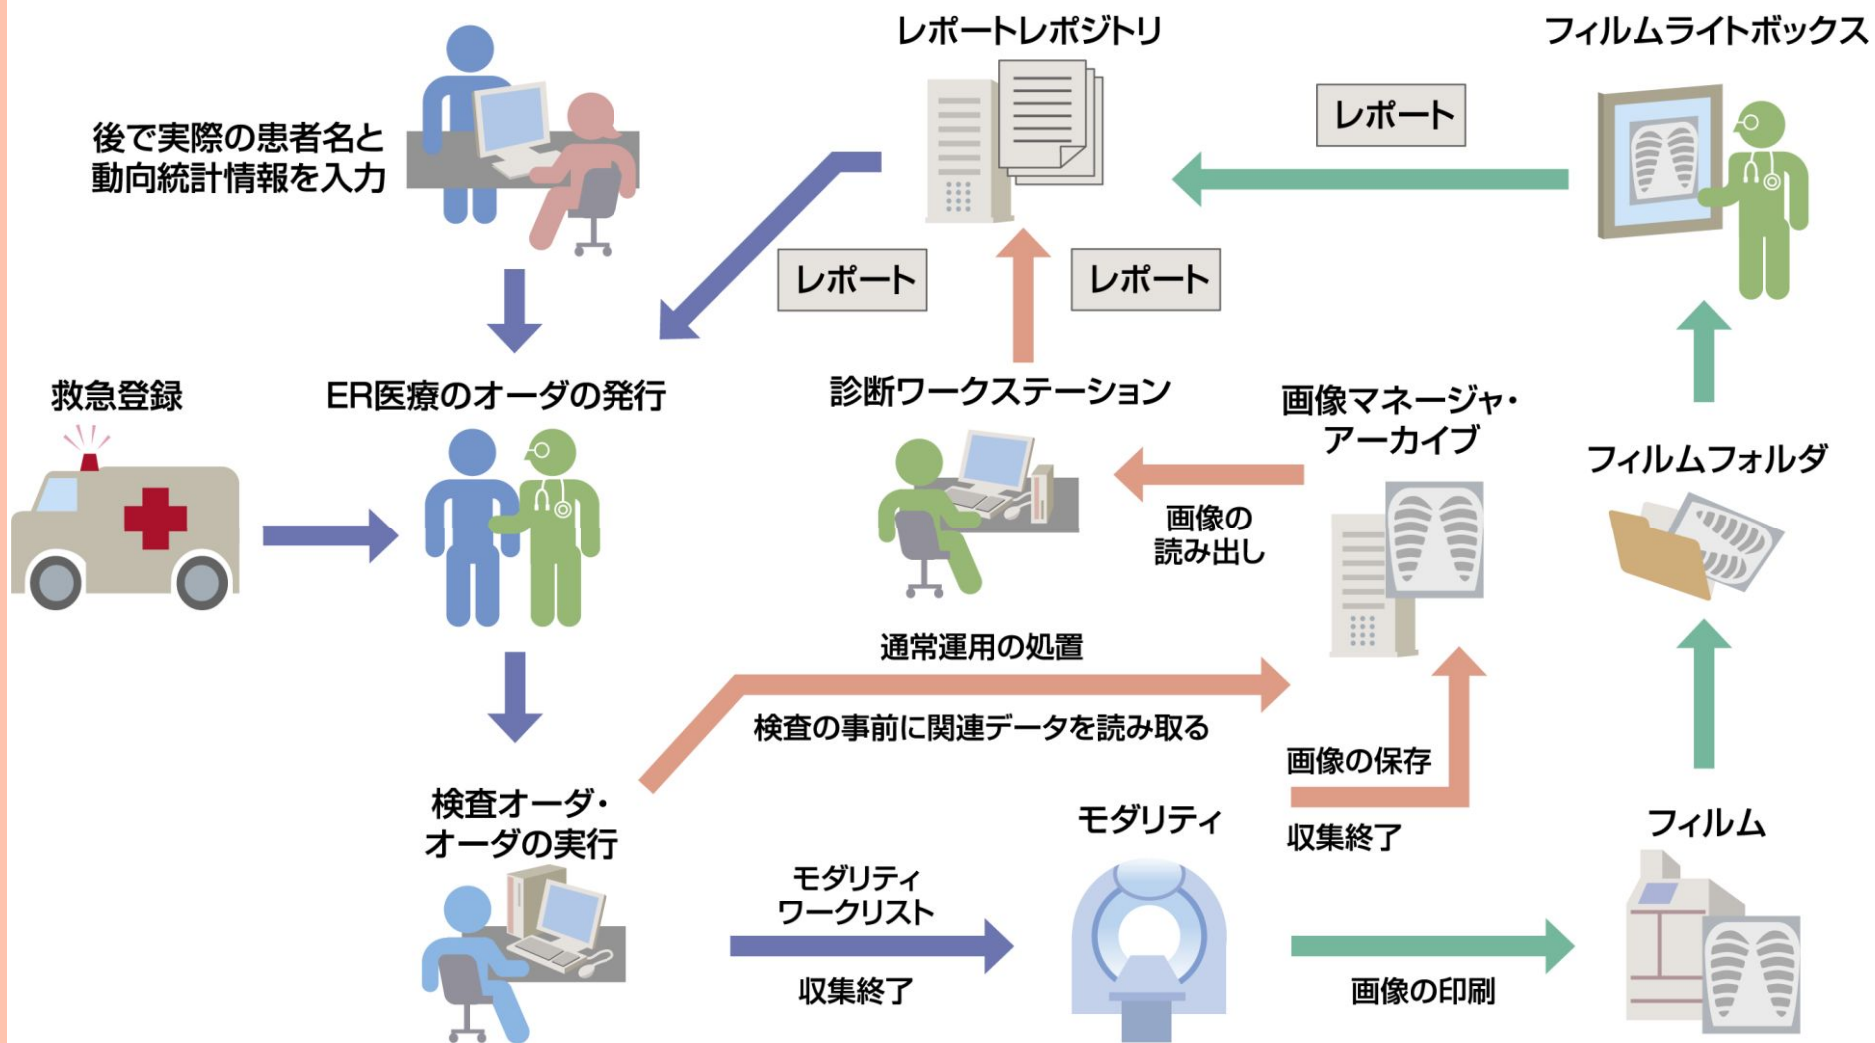 レポートレポジトリ
フィルムライトボックス
後で実際の患者名と
動向統計情報を入力
レポート
レポート
レポート
救急登録
ER医療のオーダの発行
診断ワークステーション
画像マネージャ・
アーカイブ
フィルムフォルダ
画像の
読み出し
通常運用の処置
検査の事前に関連データを読み取る
検査オーダ・
オーダの実行
画像の保存
収集終了
モダリティ
フィルム
モダリティ
ワークリスト
収集終了
画像の印刷